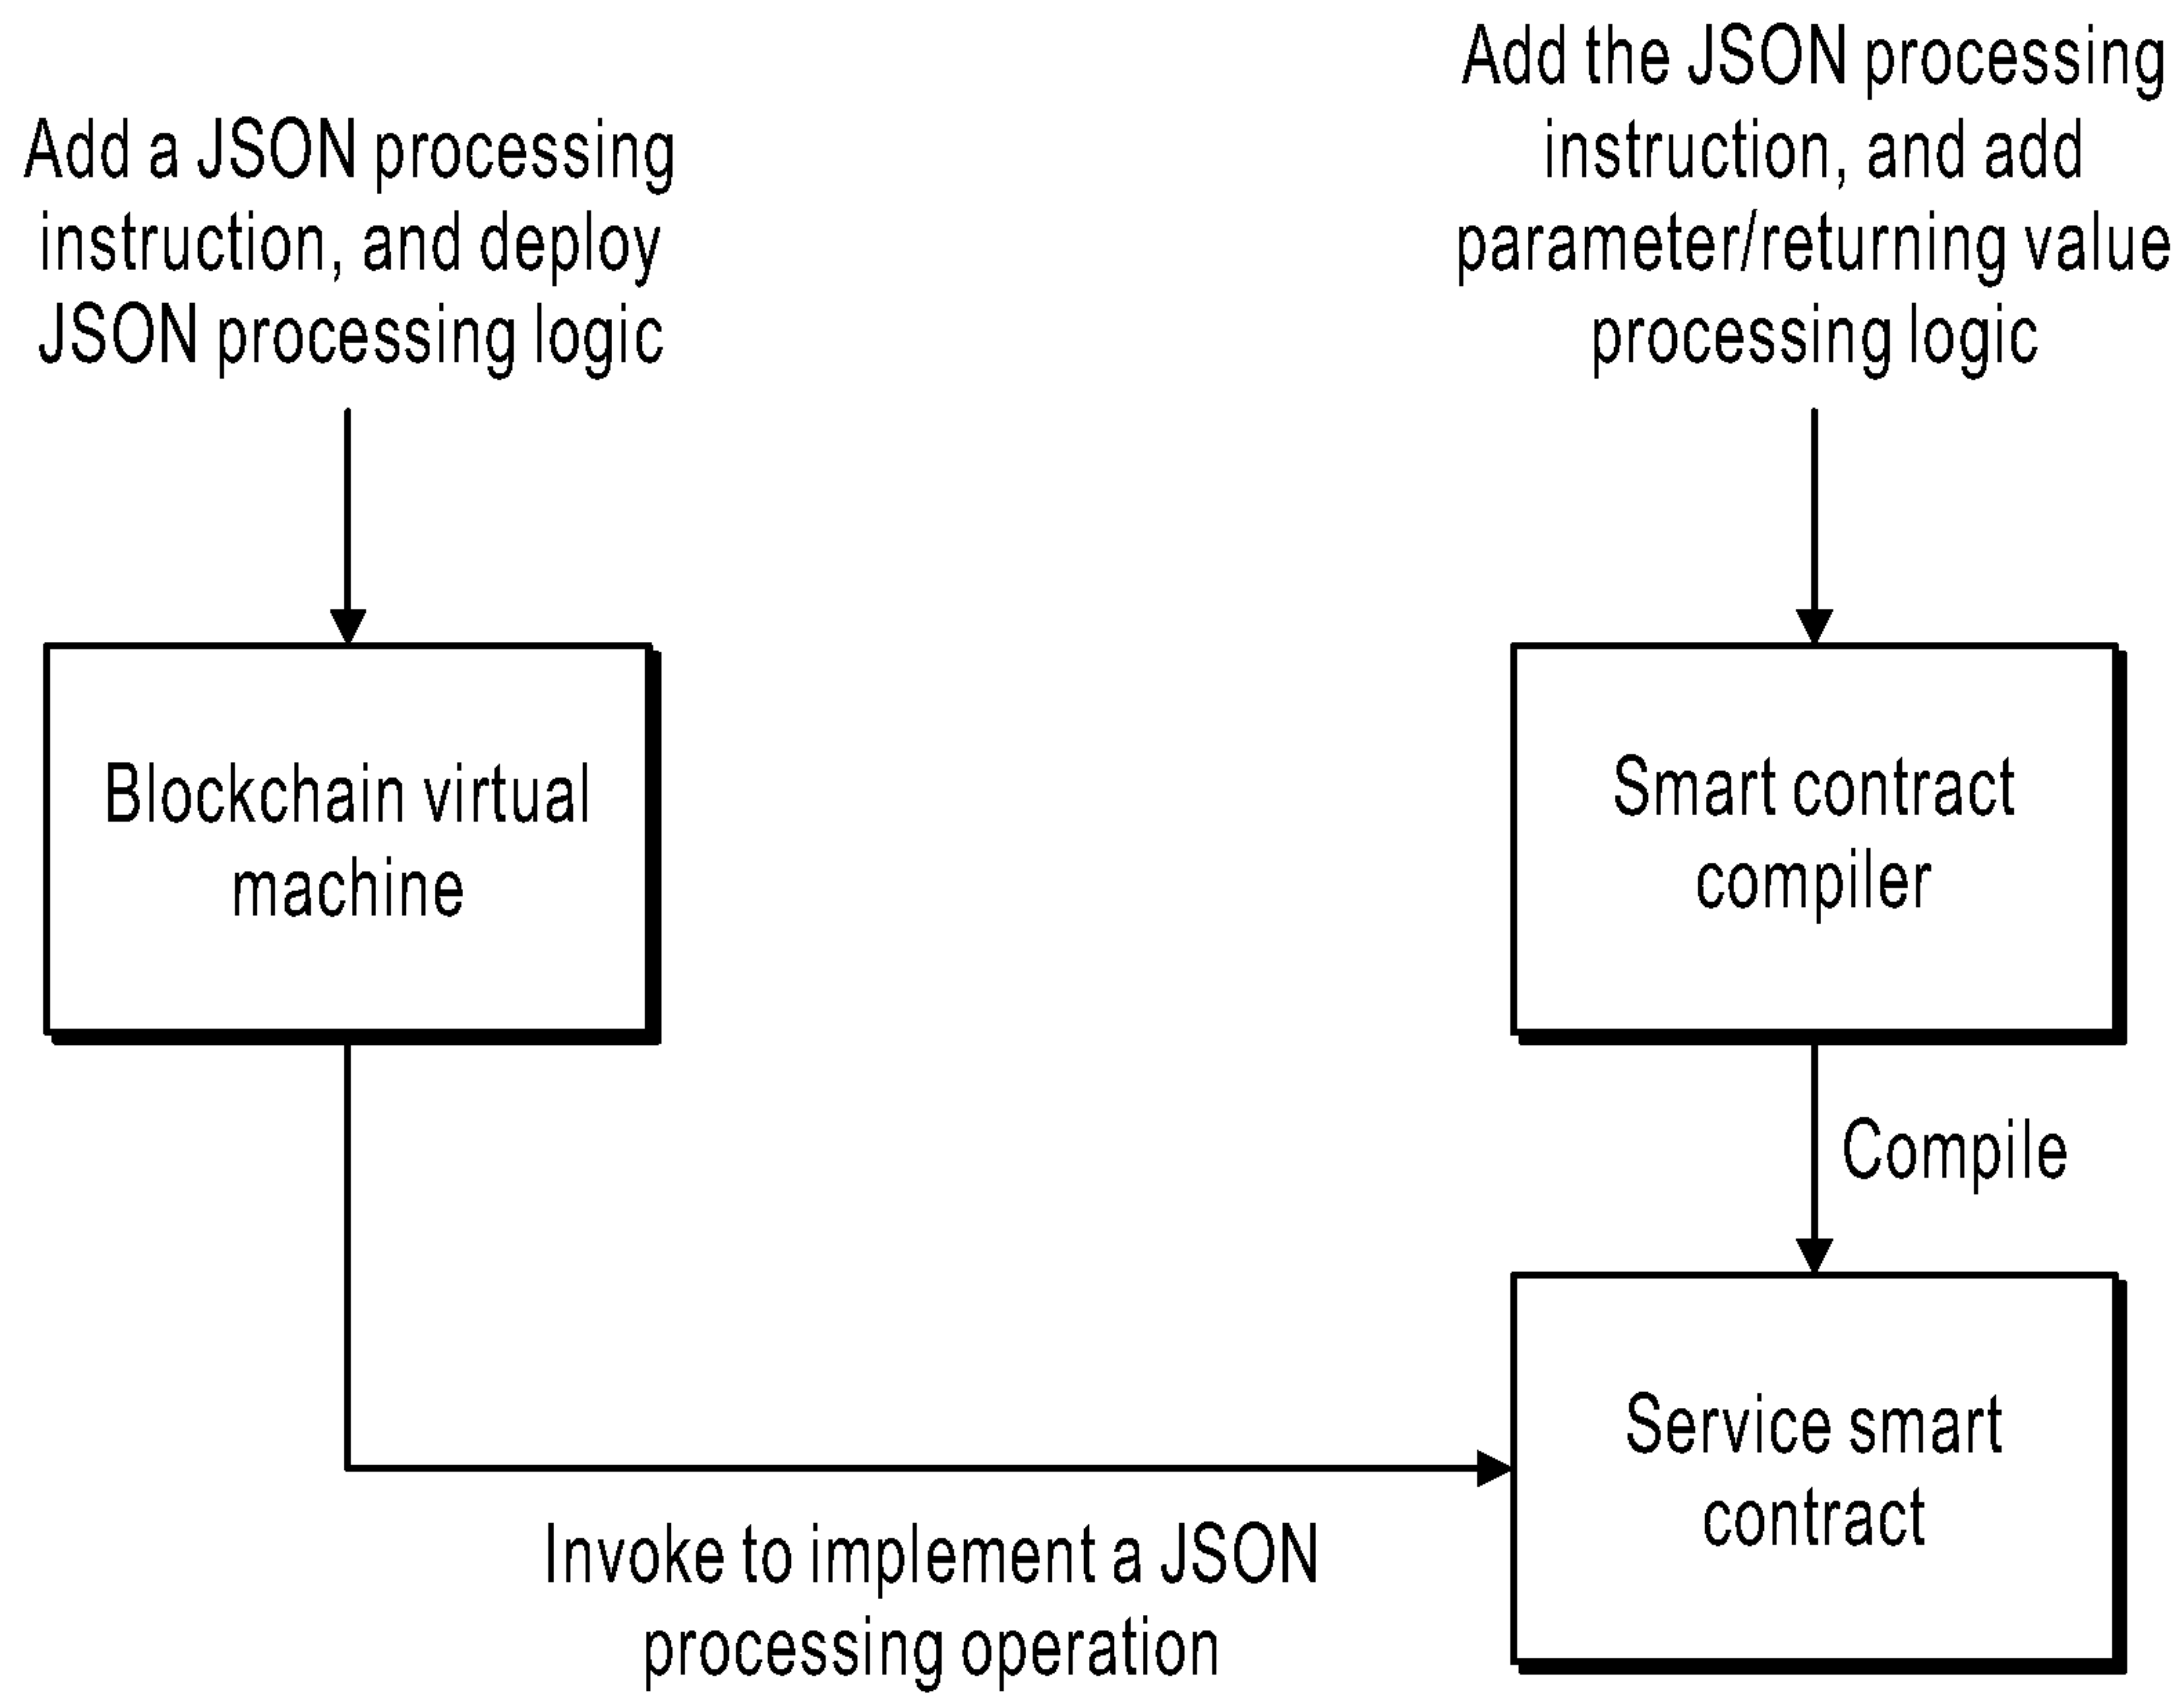 Add a JSON processing
instruction, and deploy
JSON processing logic
Add the JSON processing
instruction, and add
parameter/returning value
processing logic
Blockchain virtual
machine
Smart contract
compiler
Compile
Service smart
contract
Invoke to implement a JSON
processing operation